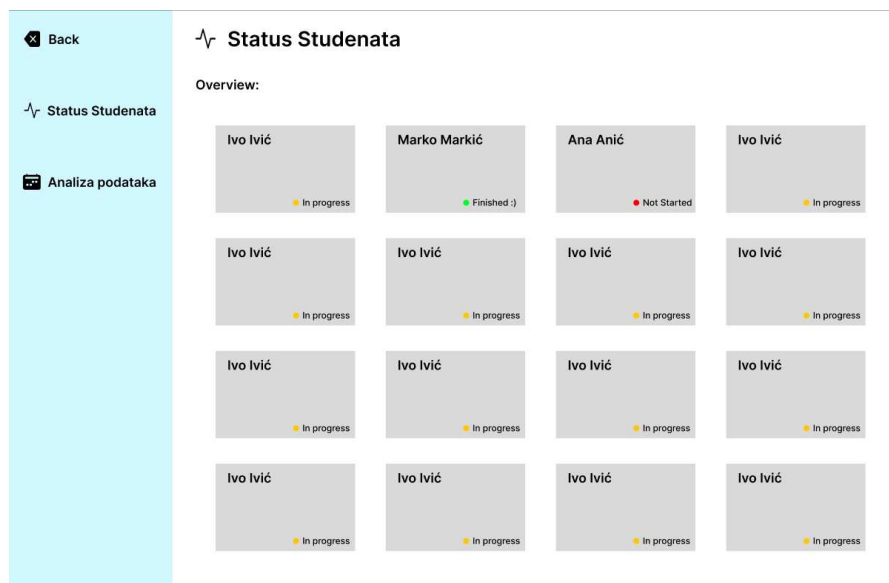 Back
Status Studenata
Analiza podataka
Status Studenata
Overview:
Ivo Ivić
In progress
Marko Markić
Finished :)
Ana Anić
Not Started
Ivo Ivić
In progress
Ivo Ivić
In progress
Ivo Ivić
In progress
Ivo Ivić
In progress
Ivo Ivić
In progress
Ivo Ivić
In progress
Ivo Ivić
In progress
Ivo Ivić
In progress
Ivo Ivić
In progress
Ivo Ivić
In progress
Ivo Ivić
In progress
Ivo Ivić
In progress
Ivo Ivić
In progress